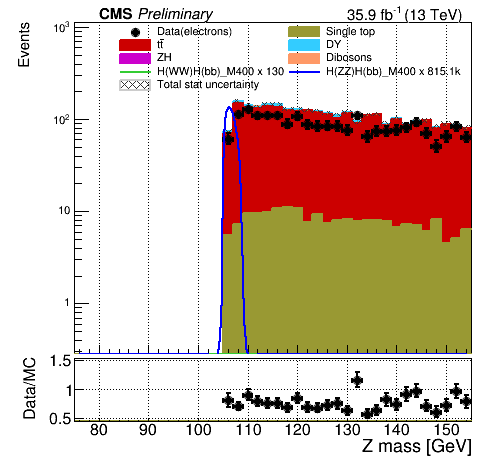 CMS Preliminary 35.9 fb⁻¹ (13 TeV)
Events
Data(electrons) Single top
tt̄ DY
ZH Dibosons
H(WW)H(bb)_M400 x 130 H(ZZ)H(bb)_M400 x 815.1k
Total stat uncertainty
10³
10²
10
1
Data/MC
1.5
1
0.5
80 90 100 110 120 130 140 150
Z mass [GeV]